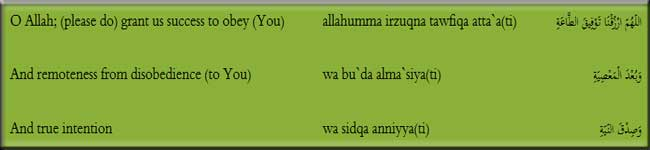 O Allah; (please do) grant us success to obey (You) allahumma irzuqna tawfiqa atta`a(ti) اَللّٰهُمَّ ارْزُقْنَا تَوْفِيقَ الطَّاعَةِ
And remoteness from disobedience (to You) wa bu`da alma`siya(ti) وَبُعْدَ الْمَعْصِيَةِ
And true intention wa sidqa anniyya(ti) وَصِدْقَ النِّيَّةِ